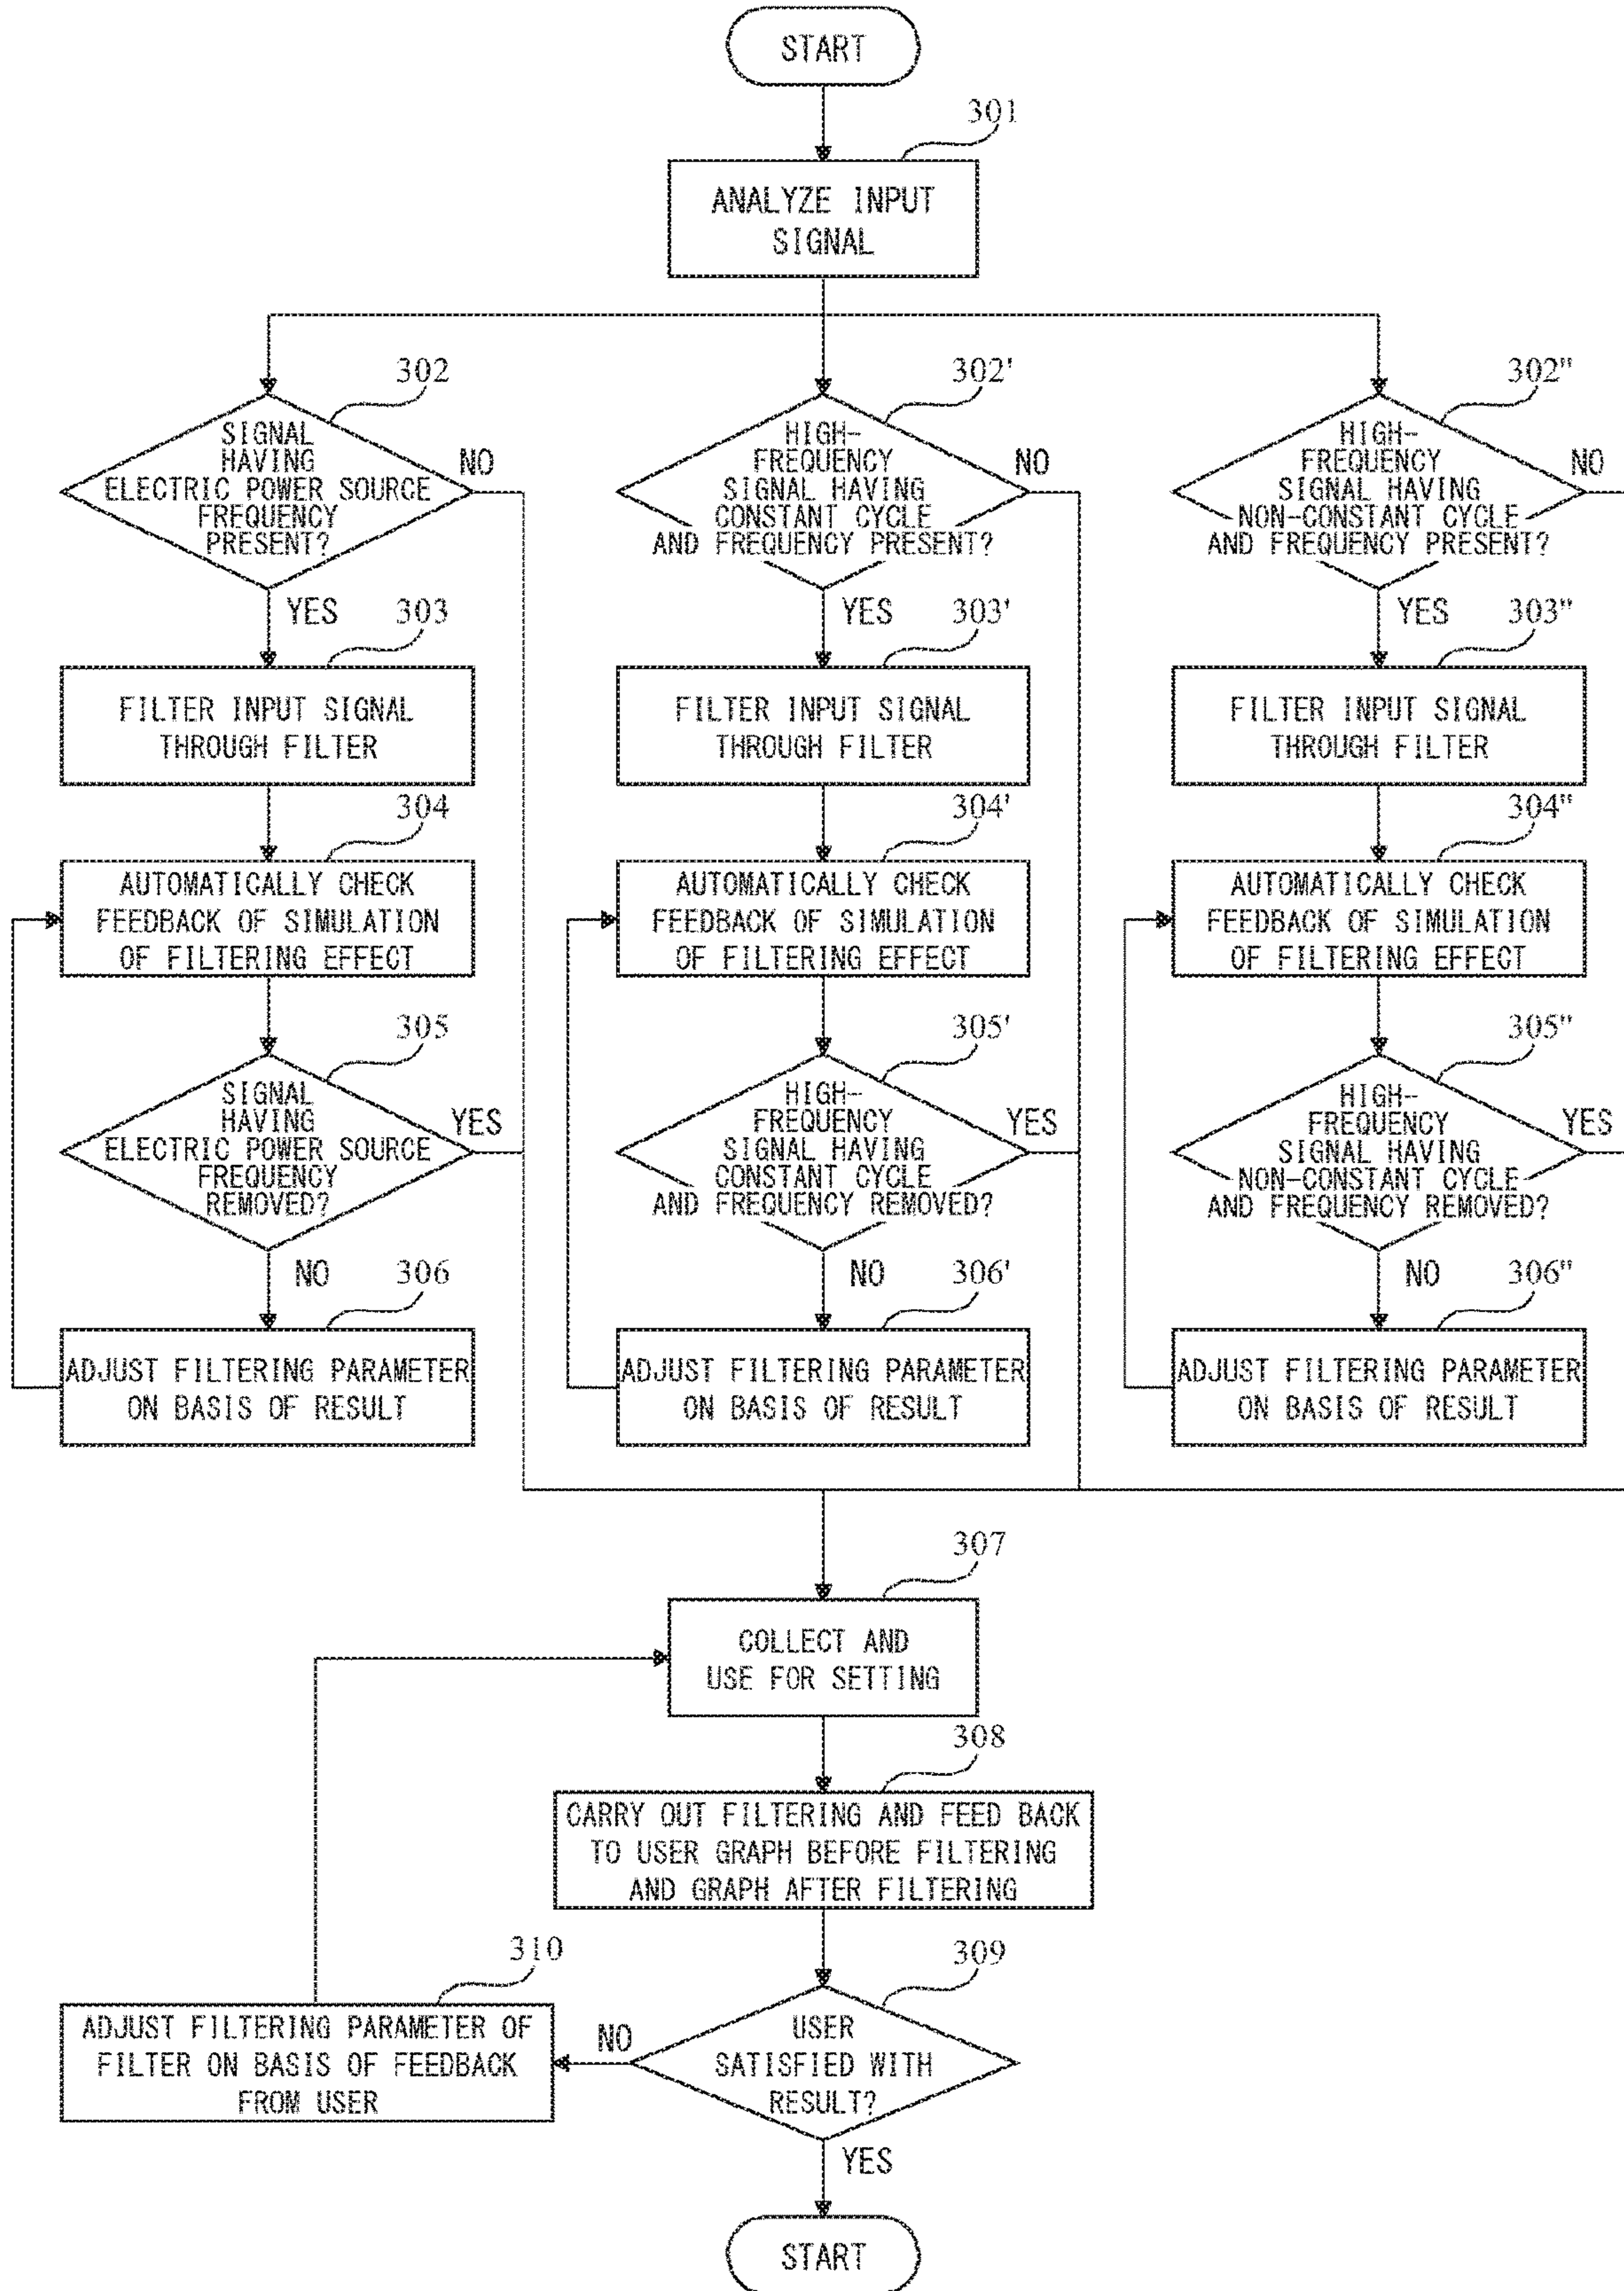 START
301
ANALYZE INPUT
SIGNAL
302
SIGNAL
HAVING
ELECTRIC POWER SOURCE
FREQUENCY
PRESENT?
NO
YES
302'
HIGH-
FREQUENCY
SIGNAL HAVING
CONSTANT CYCLE
AND FREQUENCY PRESENT?
NO
YES
302"
HIGH-
FREQUENCY
SIGNAL HAVING
NON-CONSTANT CYCLE
AND FREQUENCY PRESENT?
NO
YES
303
FILTER INPUT SIGNAL
THROUGH FILTER
303'
FILTER INPUT SIGNAL
THROUGH FILTER
303"
FILTER INPUT SIGNAL
THROUGH FILTER
304
AUTOMATICALLY CHECK
FEEDBACK OF SIMULATION
OF FILTERING EFFECT
304'
AUTOMATICALLY CHECK
FEEDBACK OF SIMULATION
OF FILTERING EFFECT
304"
AUTOMATICALLY CHECK
FEEDBACK OF SIMULATION
OF FILTERING EFFECT
305
SIGNAL
HAVING
ELECTRIC POWER SOURCE
FREQUENCY
REMOVED?
YES
NO
305'
HIGH-
FREQUENCY
SIGNAL HAVING
CONSTANT CYCLE
AND FREQUENCY REMOVED?
YES
NO
305"
HIGH-
FREQUENCY
SIGNAL HAVING
NON-CONSTANT CYCLE
AND FREQUENCY REMOVED?
YES
NO
306
ADJUST FILTERING PARAMETER
ON BASIS OF RESULT
306'
ADJUST FILTERING PARAMETER
ON BASIS OF RESULT
306"
ADJUST FILTERING PARAMETER
ON BASIS OF RESULT
307
COLLECT AND
USE FOR SETTING
308
CARRY OUT FILTERING AND FEED BACK
TO USER GRAPH BEFORE FILTERING
AND GRAPH AFTER FILTERING
309
USER
SATISFIED WITH
RESULT?
NO
310
ADJUST FILTERING PARAMETER OF
FILTER ON BASIS OF FEEDBACK
FROM USER
YES
START